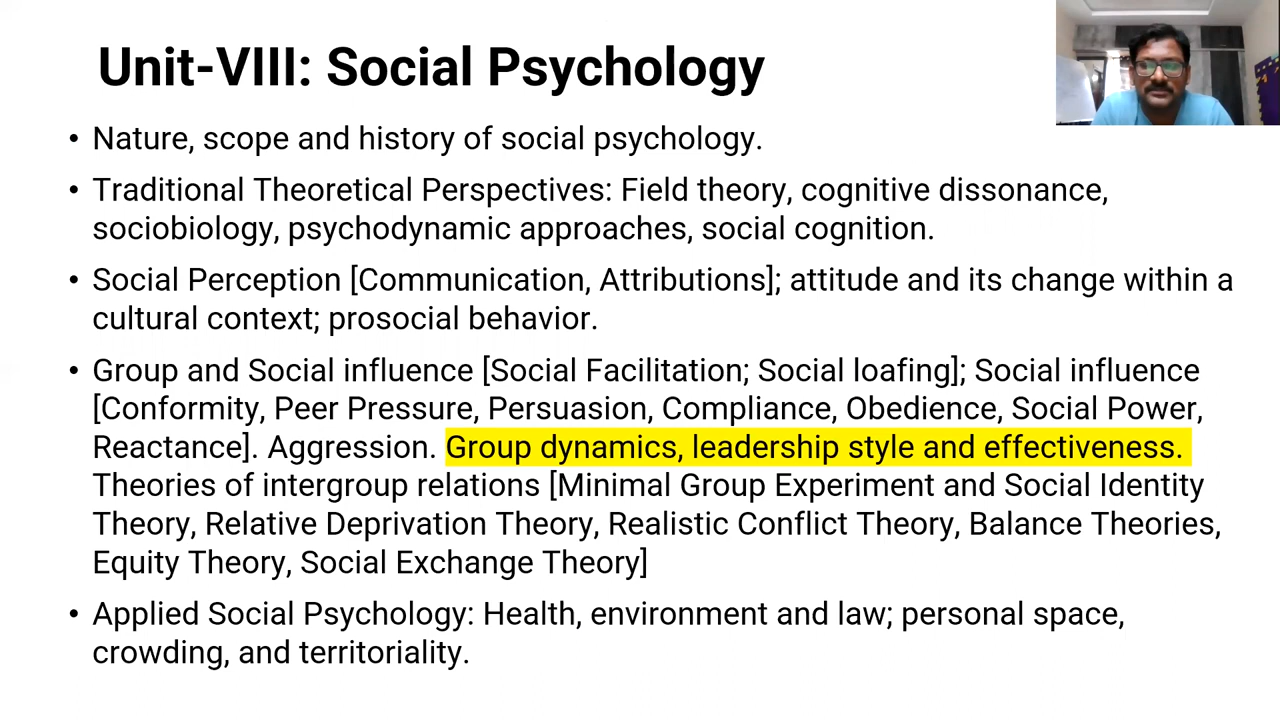 Unit-VIII: Social Psychology
• Nature, scope and history of social psychology.
• Traditional Theoretical Perspectives: Field theory, cognitive dissonance,
sociobiology, psychodynamic approaches, social cognition.
• Social Perception [Communication, Attributions]; attitude and its change within a
cultural context; prosocial behavior.
• Group and Social influence [Social Facilitation; Social loafing]; Social influence
[Conformity, Peer Pressure, Persuasion, Compliance, Obedience, Social Power,
Reactance]. Aggression. Group dynamics, leadership style and effectiveness.
Theories of intergroup relations [Minimal Group Experiment and Social Identity
Theory, Relative Deprivation Theory, Realistic Conflict Theory, Balance Theories,
Equity Theory, Social Exchange Theory]
• Applied Social Psychology: Health, environment and law; personal space,
crowding, and territoriality.